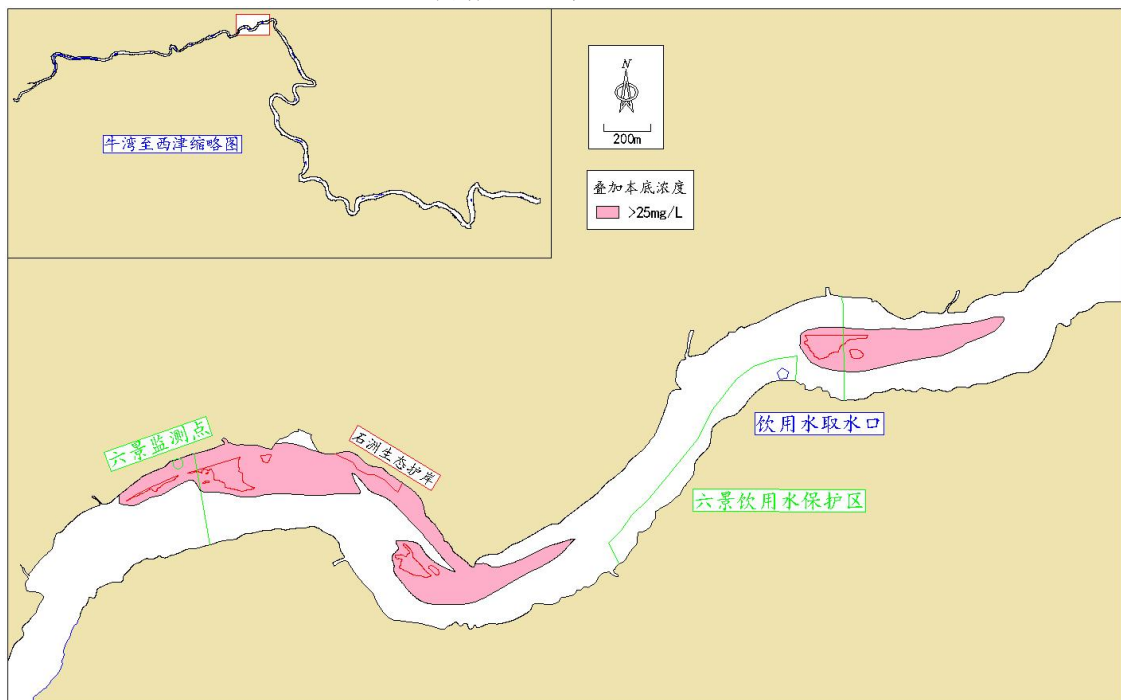 牛湾至西津缩略图
N
200m
叠加本底浓度
>25mg/L
六景监测点
石洲生态护岸
饮用水取水口
六景饮用水保护区